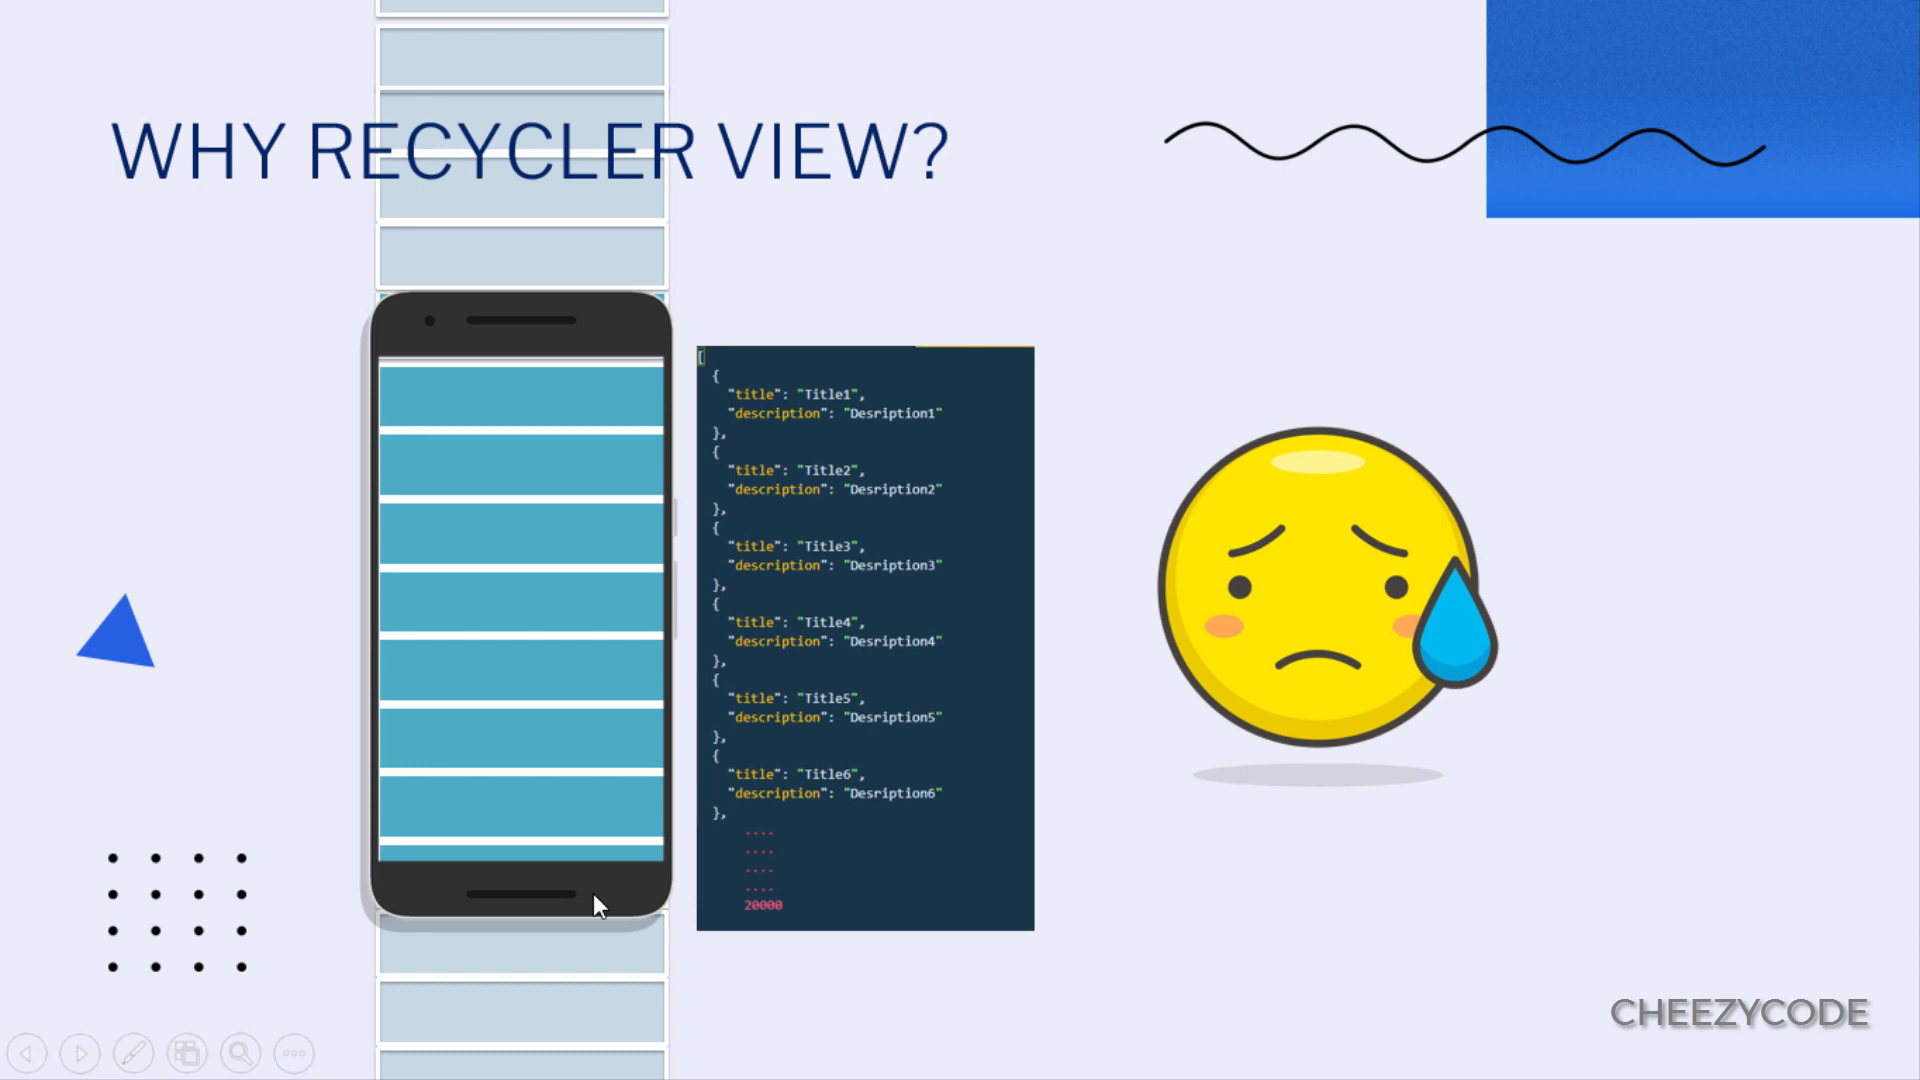 WHY RECYCLER VIEW?
[
{
"title": "Title1",
"description": "Desription1"
},
{
"title": "Title2",
"description": "Desription2"
},
{
"title": "Title3",
"description": "Desription3"
},
{
"title": "Title4",
"description": "Desription4"
},
{
"title": "Title5",
"description": "Desription5"
},
{
"title": "Title6",
"description": "Desription6"
},
....
....
....
....
20000
CHEEZYCODE